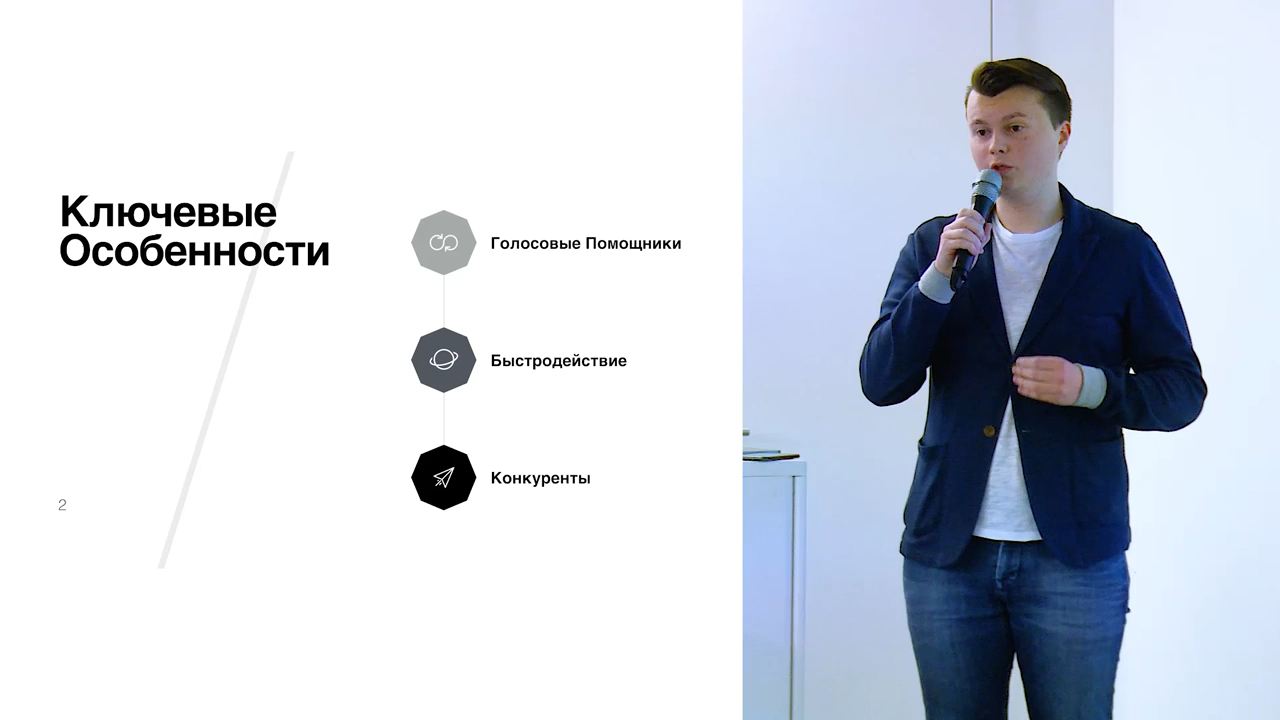 Ключевые
Особенности
Голосовые Помощники
Быстродействие
Конкуренты
2